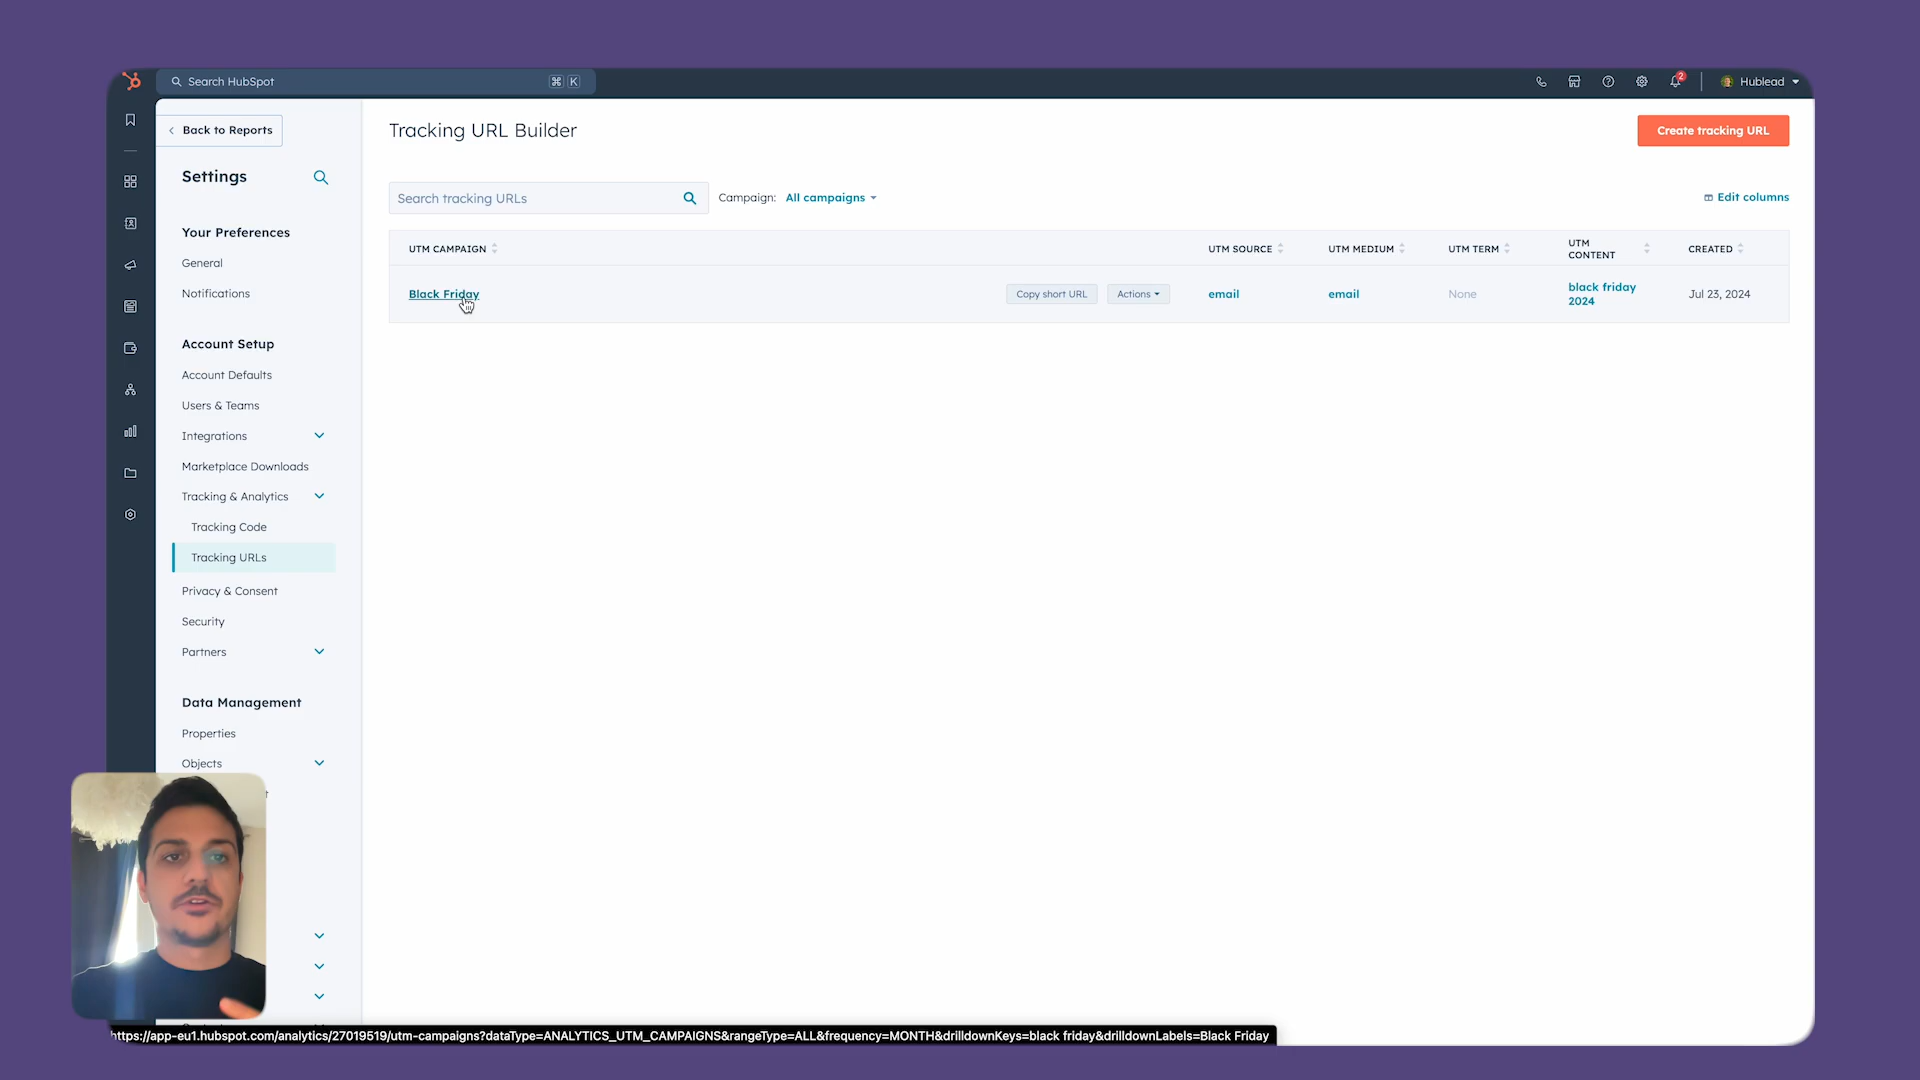 Search HubSpot
⌘ K
2
Hublead
Back to Reports
Settings
Your Preferences
General
Notifications
Account Setup
Account Defaults
Users & Teams
Integrations
Marketplace Downloads
Tracking & Analytics
Tracking Code
Tracking URLs
Privacy & Consent
Security
Partners
Data Management
Properties
Objects
Tracking URL Builder
Create tracking URL
Search tracking URLs
Campaign: All campaigns
Edit columns
UTM CAMPAIGN
UTM SOURCE
UTM MEDIUM
UTM TERM
UTM
CONTENT
CREATED
Black Friday
Copy short URL
Actions
email
email
None
black friday
2024
Jul 23, 2024
https://app-eu1.hubspot.com/analytics/27019519/utm-campaigns?dataType=ANALYTICS_UTM_CAMPAIGNS&rangeType=ALL&frequency=MONTH&drilldownKeys=black friday&drilldownLabels=Black Friday